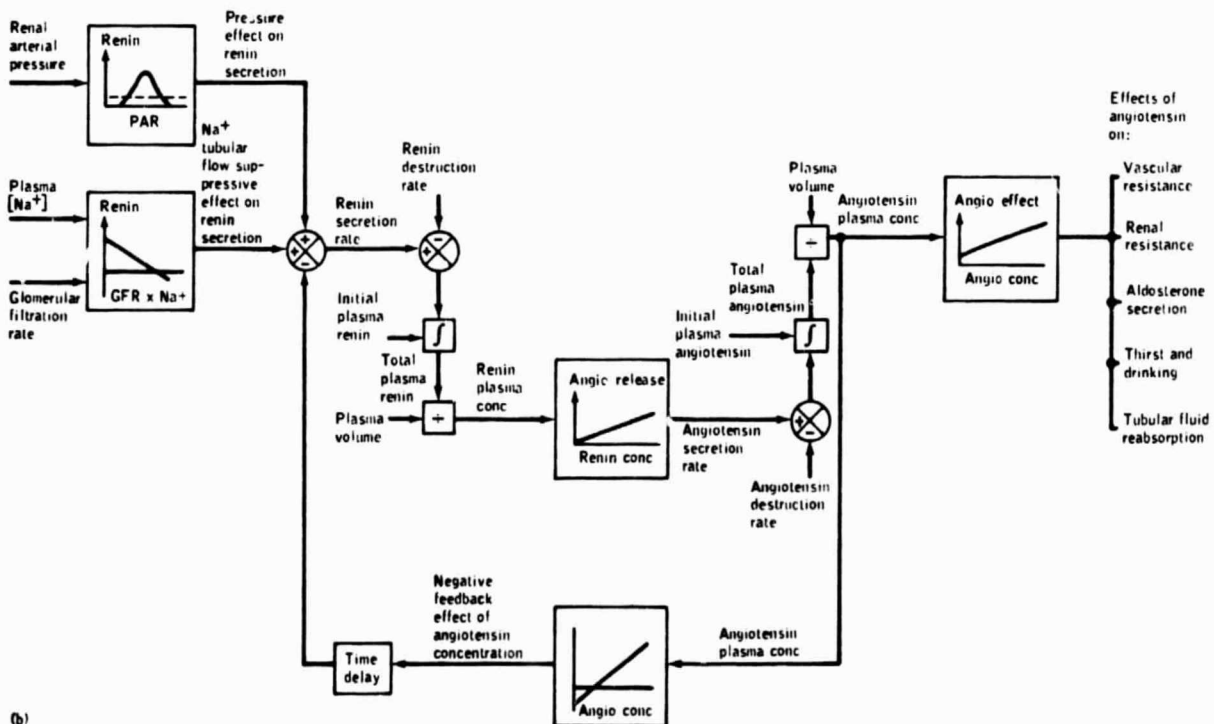 Renal
arterial
pressure
Renin
PAR
Pressure
effect on
renin
secretion
Plasma
[Na+]
Glomerular
filtration
rate
Renin
GFR x Na+
Na+
tubular
flow sup-
pressive
effect on
renin
secretion
+
+
-
Renin
secretion
rate
Renin
destruction
rate
-
+
Initial
plasma
renin
∫
Total
plasma
renin
Plasma
volume
÷
Renin
plasma
conc
Angio release
Renin conc
Angiotensin
secretion
rate
+
-
Angiotensin
destruction
rate
Initial
plasma
angiotensin
∫
Total
plasma
angiotensin
Plasma
volume
÷
Angiotensin
plasma conc
Angio effect
Angio conc
Effects of
angiotensin
on:
Vascular
resistance
Renal
resistance
Aldosterone
secretion
Thirst and
drinking
Tubular fluid
reabsorption
Angiotensin
plasma conc
Angio conc
Negative
feedback
effect of
angiotensin
concentration
Time
delay
(b)